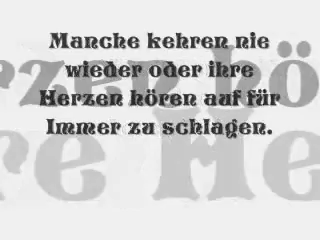 Manche kehren nie
wieder oder ihre
Herzen hören auf für
Immer zu schlagen.